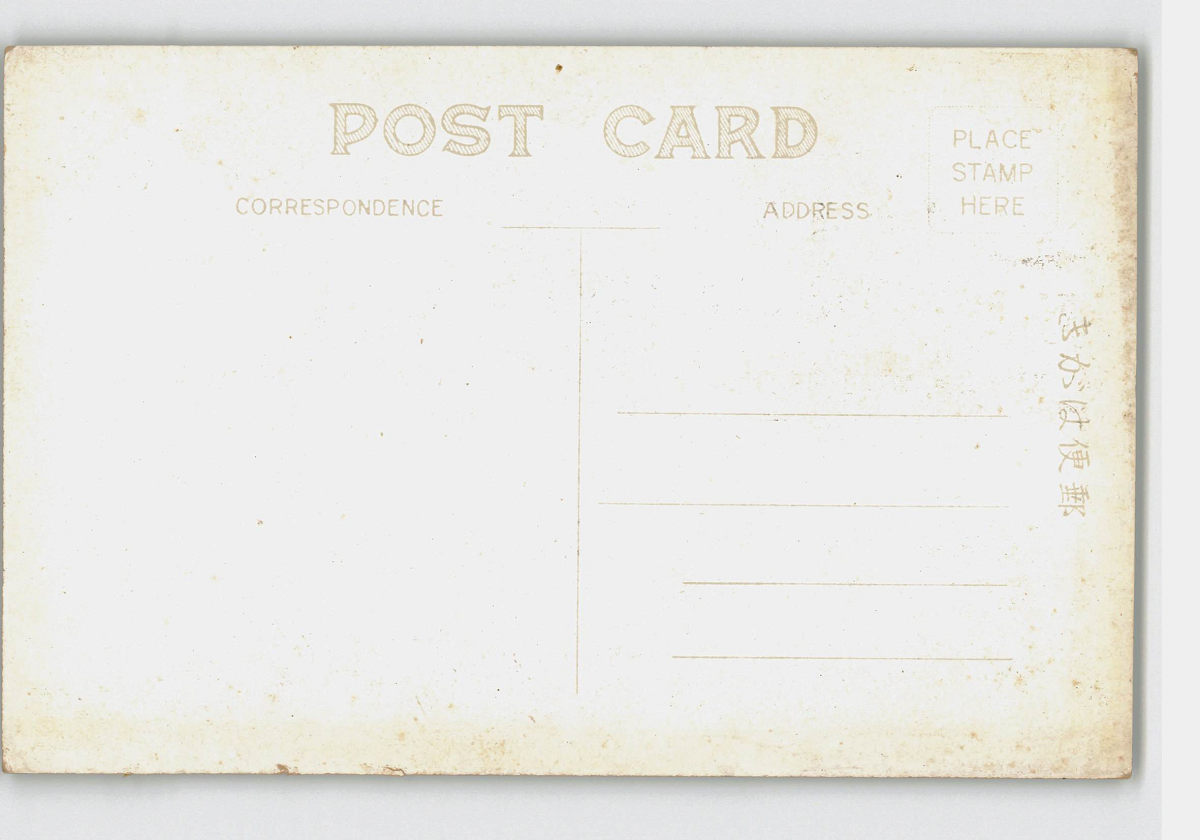 POST CARD
CORRESPONDENCE
ADDRESS
PLACE
STAMP
HERE
郵便はがき